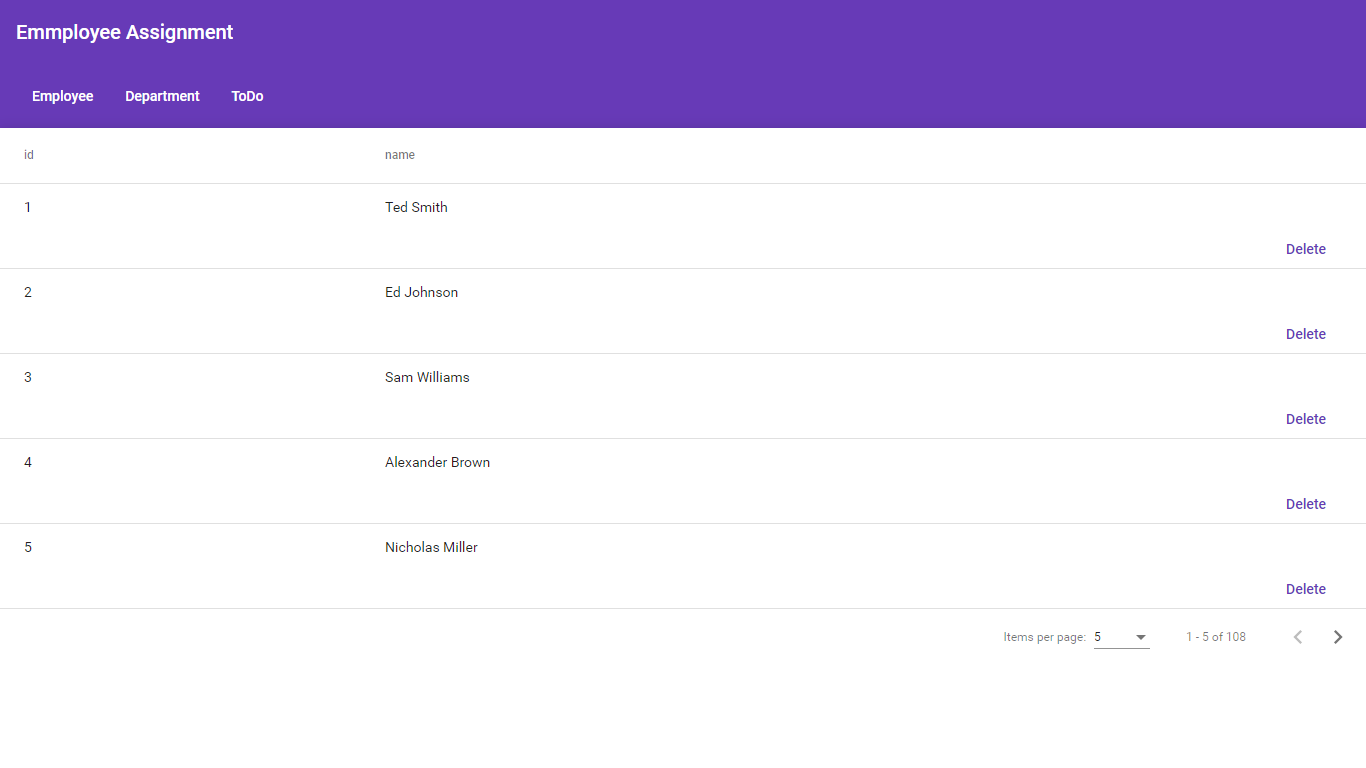 Emmployee Assignment
Employee Department ToDo
id name
1 Ted Smith
Delete
2 Ed Johnson
Delete
3 Sam Williams
Delete
4 Alexander Brown
Delete
5 Nicholas Miller
Delete
Items per page: 5 1 - 5 of 108